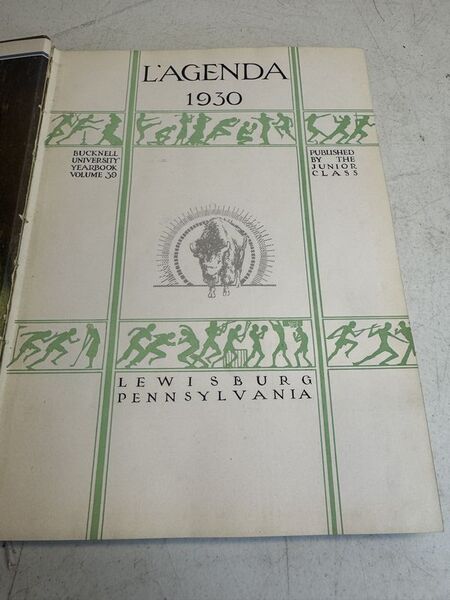 L'AGENDA
1930
BUCKNELL
UNIVERSITY
YEARBOOK
VOLUME 39
PUBLISHED
BY THE
JUNIOR
CLASS
LEWISBURG
PENNSYLVANIA